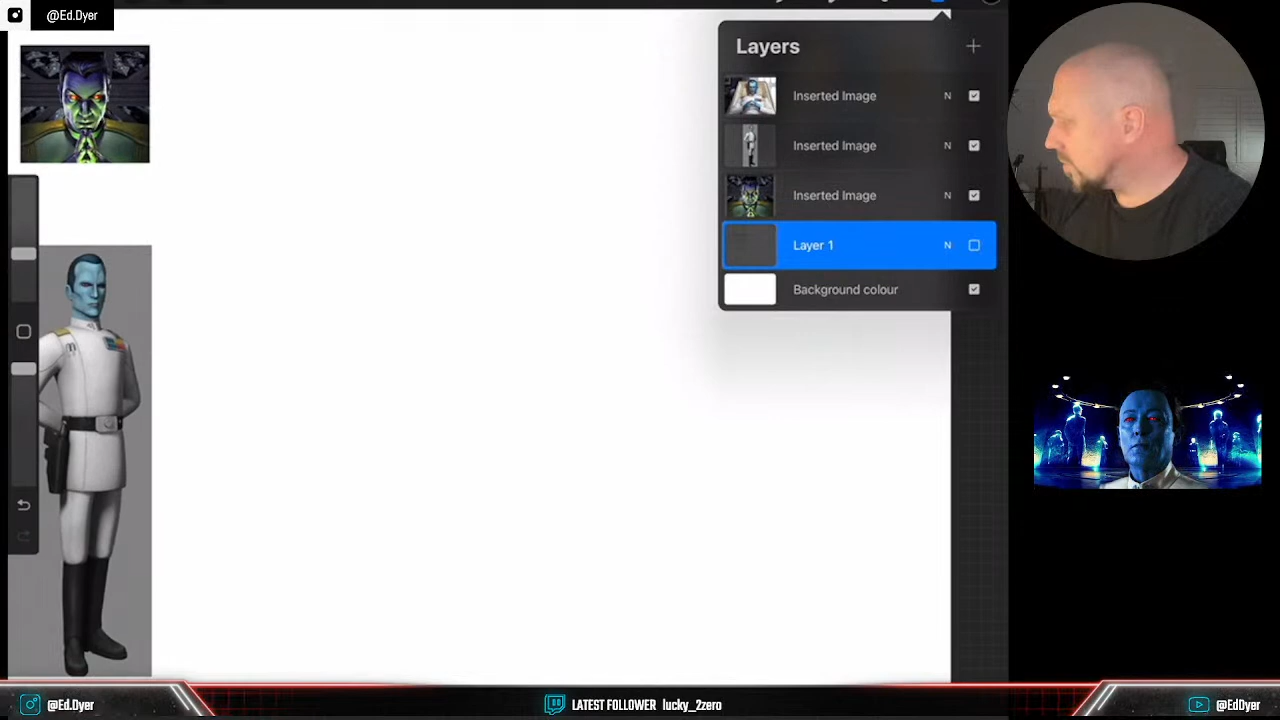 @Ed.Dyer
Layers
Inserted Image N
Inserted Image N
Inserted Image N
Layer 1 N
Background colour
@Ed.Dyer
LATEST FOLLOWER lucky_2zero
@EdDyer